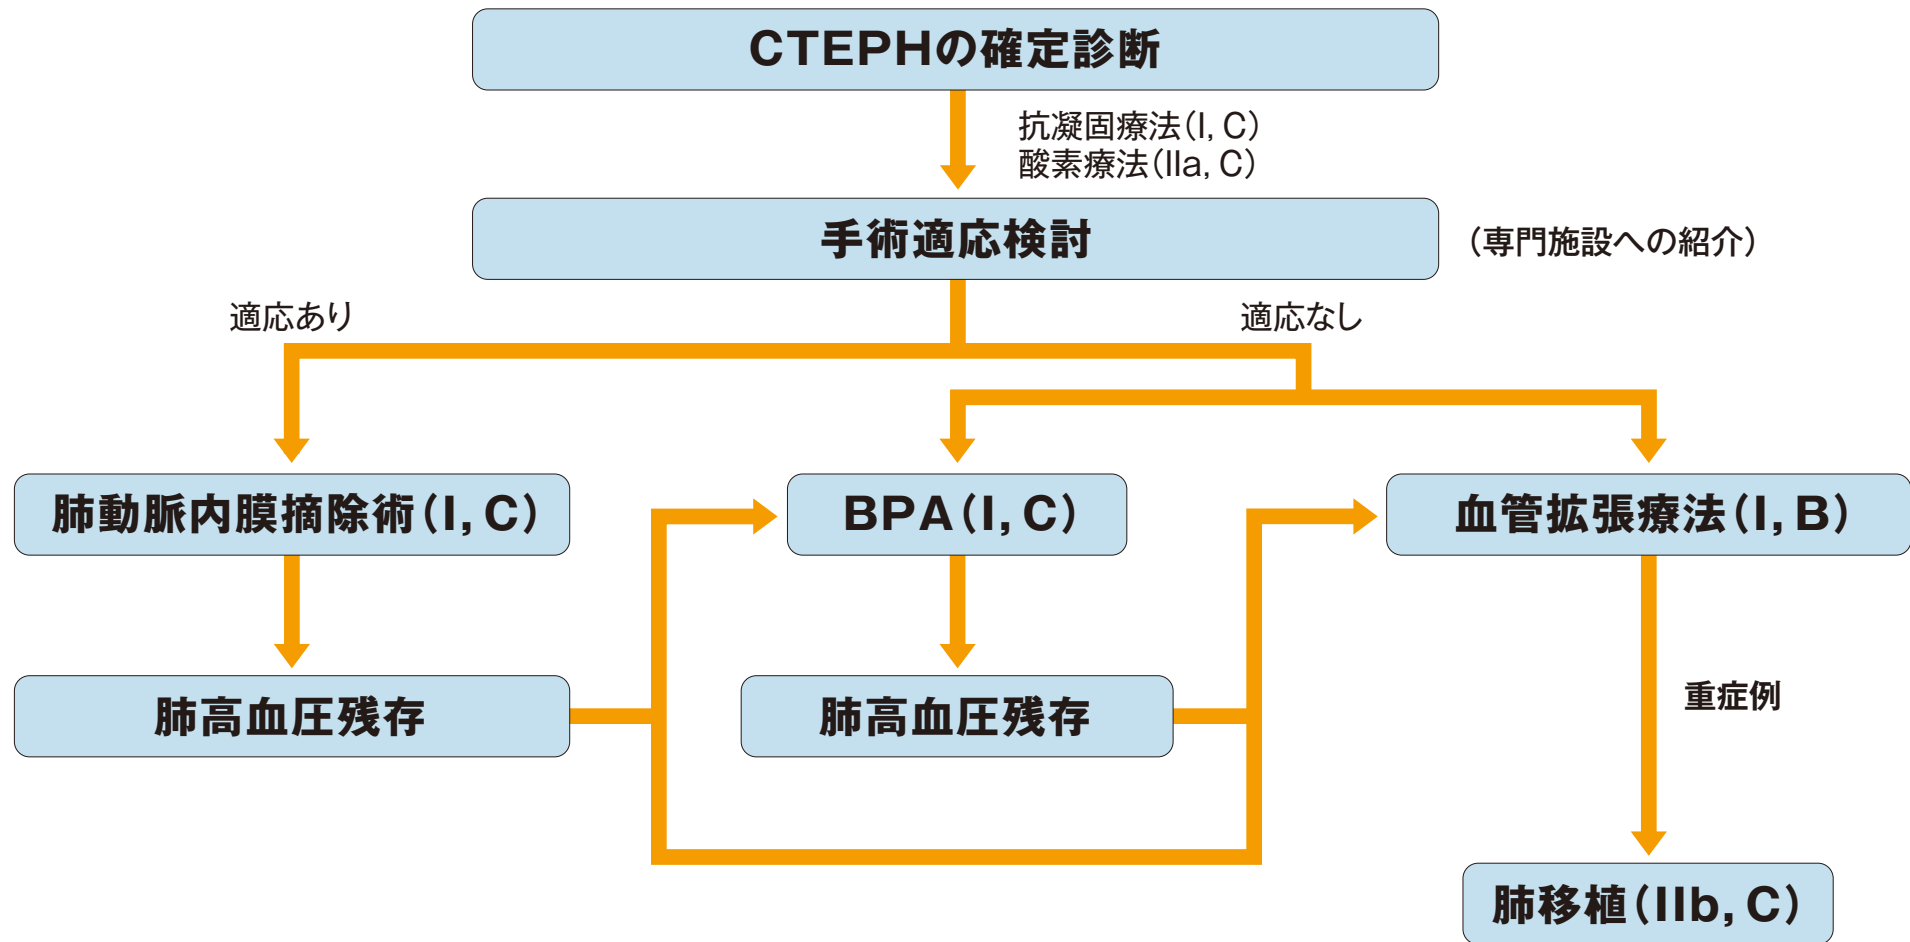 CTEPHの確定診断
抗凝固療法(I, C)
酸素療法(IIa, C)
手術適応検討
(専門施設への紹介)
適応あり
適応なし
肺動脈内膜摘除術(I, C)
BPA(I, C)
血管拡張療法(I, B)
肺高血圧残存
肺高血圧残存
重症例
肺移植(IIb, C)